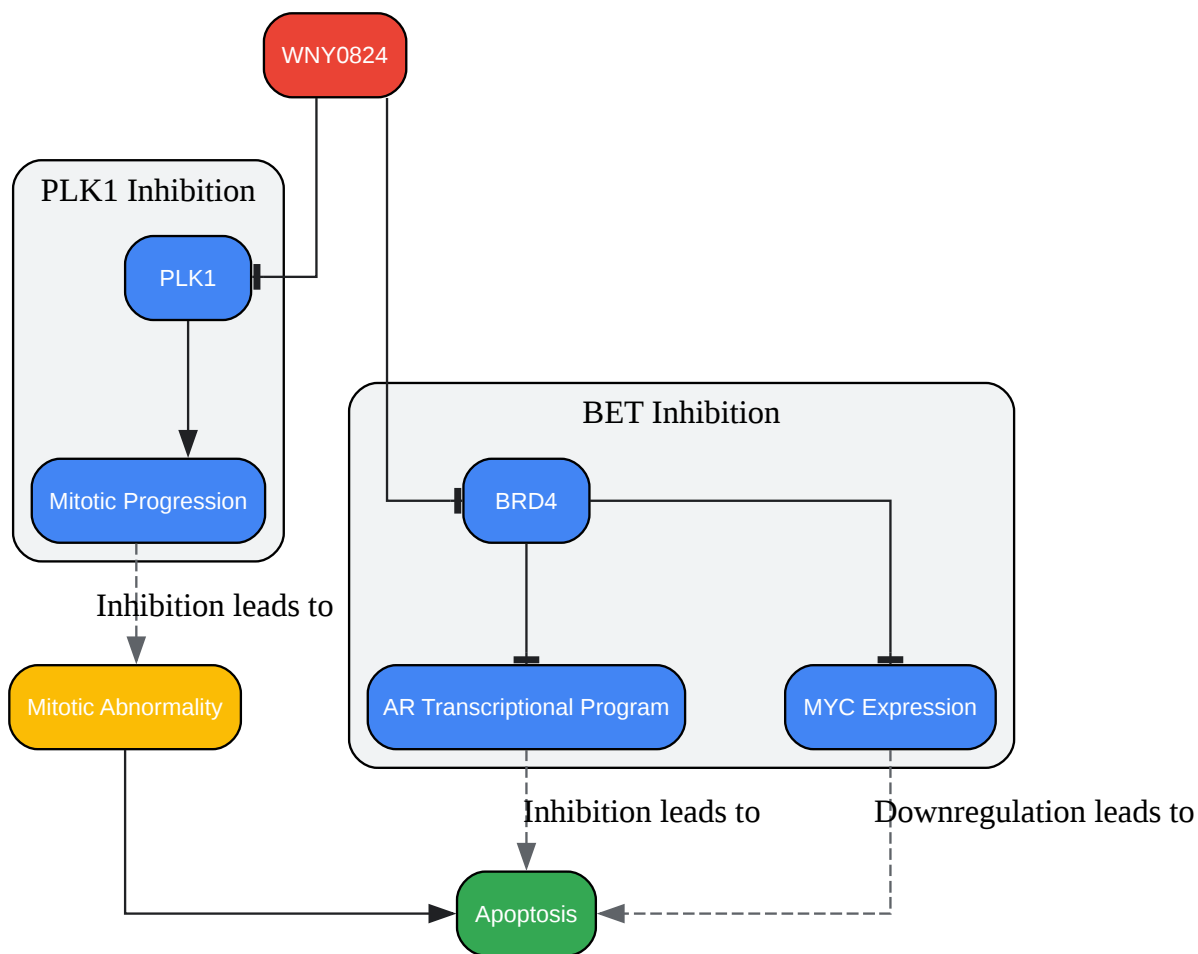 WNY0824
PLK1 Inhibition
PLK1
Mitotic Progression
Inhibition leads to
Mitotic Abnormality
BET Inhibition
BRD4
AR Transcriptional Program
MYC Expression
Inhibition leads to
Downregulation leads to
Apoptosis